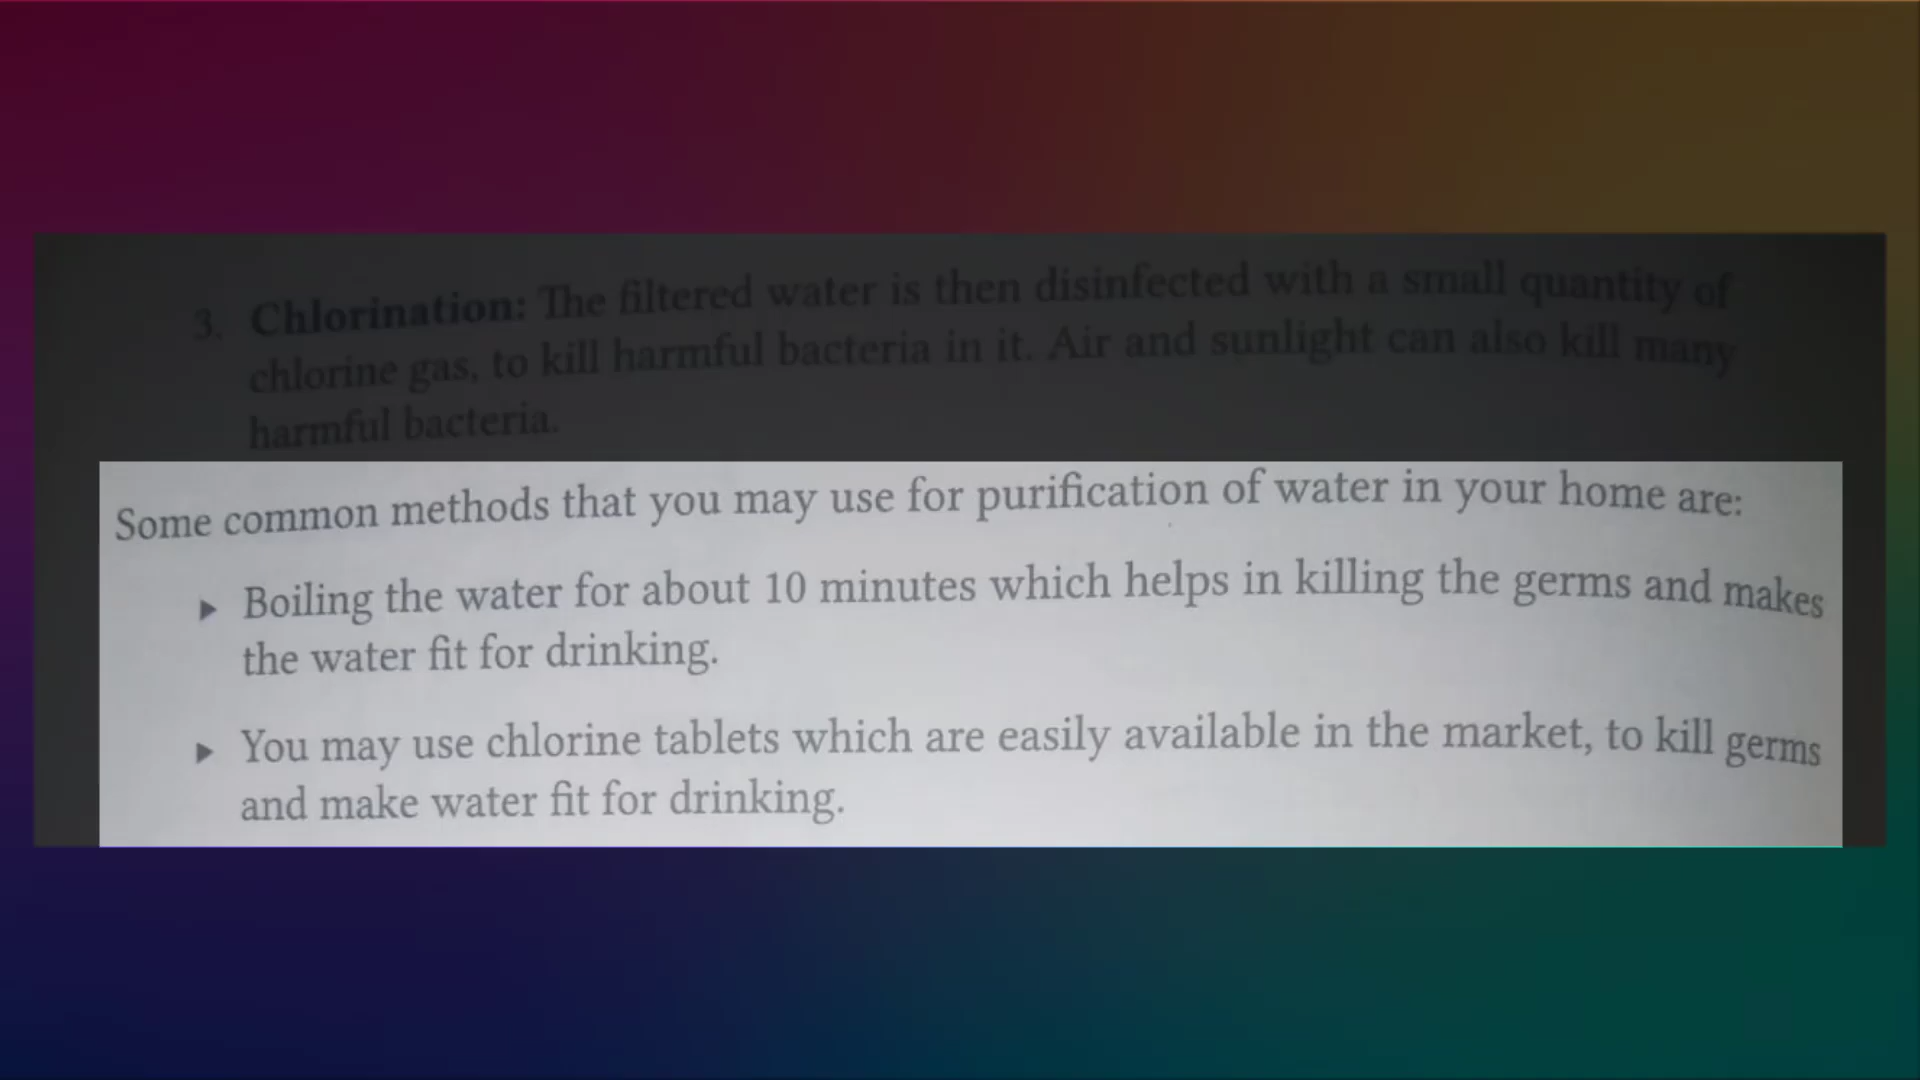 3. Chlorination: The filtered water is then disinfected with a small quantity of
chlorine gas, to kill harmful bacteria in it. Air and sunlight can also kill many
harmful bacteria.
Some common methods that you may use for purification of water in your home are:
▸ Boiling the water for about 10 minutes which helps in killing the germs and makes
the water fit for drinking.
▸ You may use chlorine tablets which are easily available in the market, to kill germs
and make water fit for drinking.